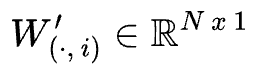 W′(·, i) ∈ ℝ^{N x 1}